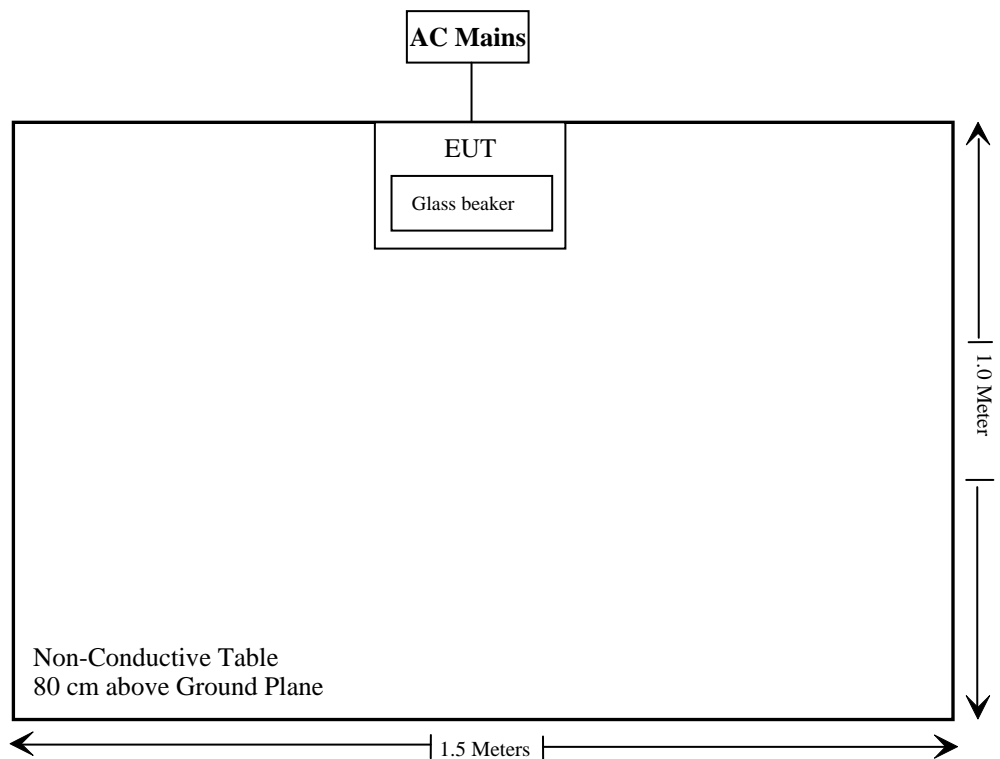 AC Mains
EUT
Glass beaker
1.0 Meter
Non-Conductive Table
80 cm above Ground Plane
1.5 Meters